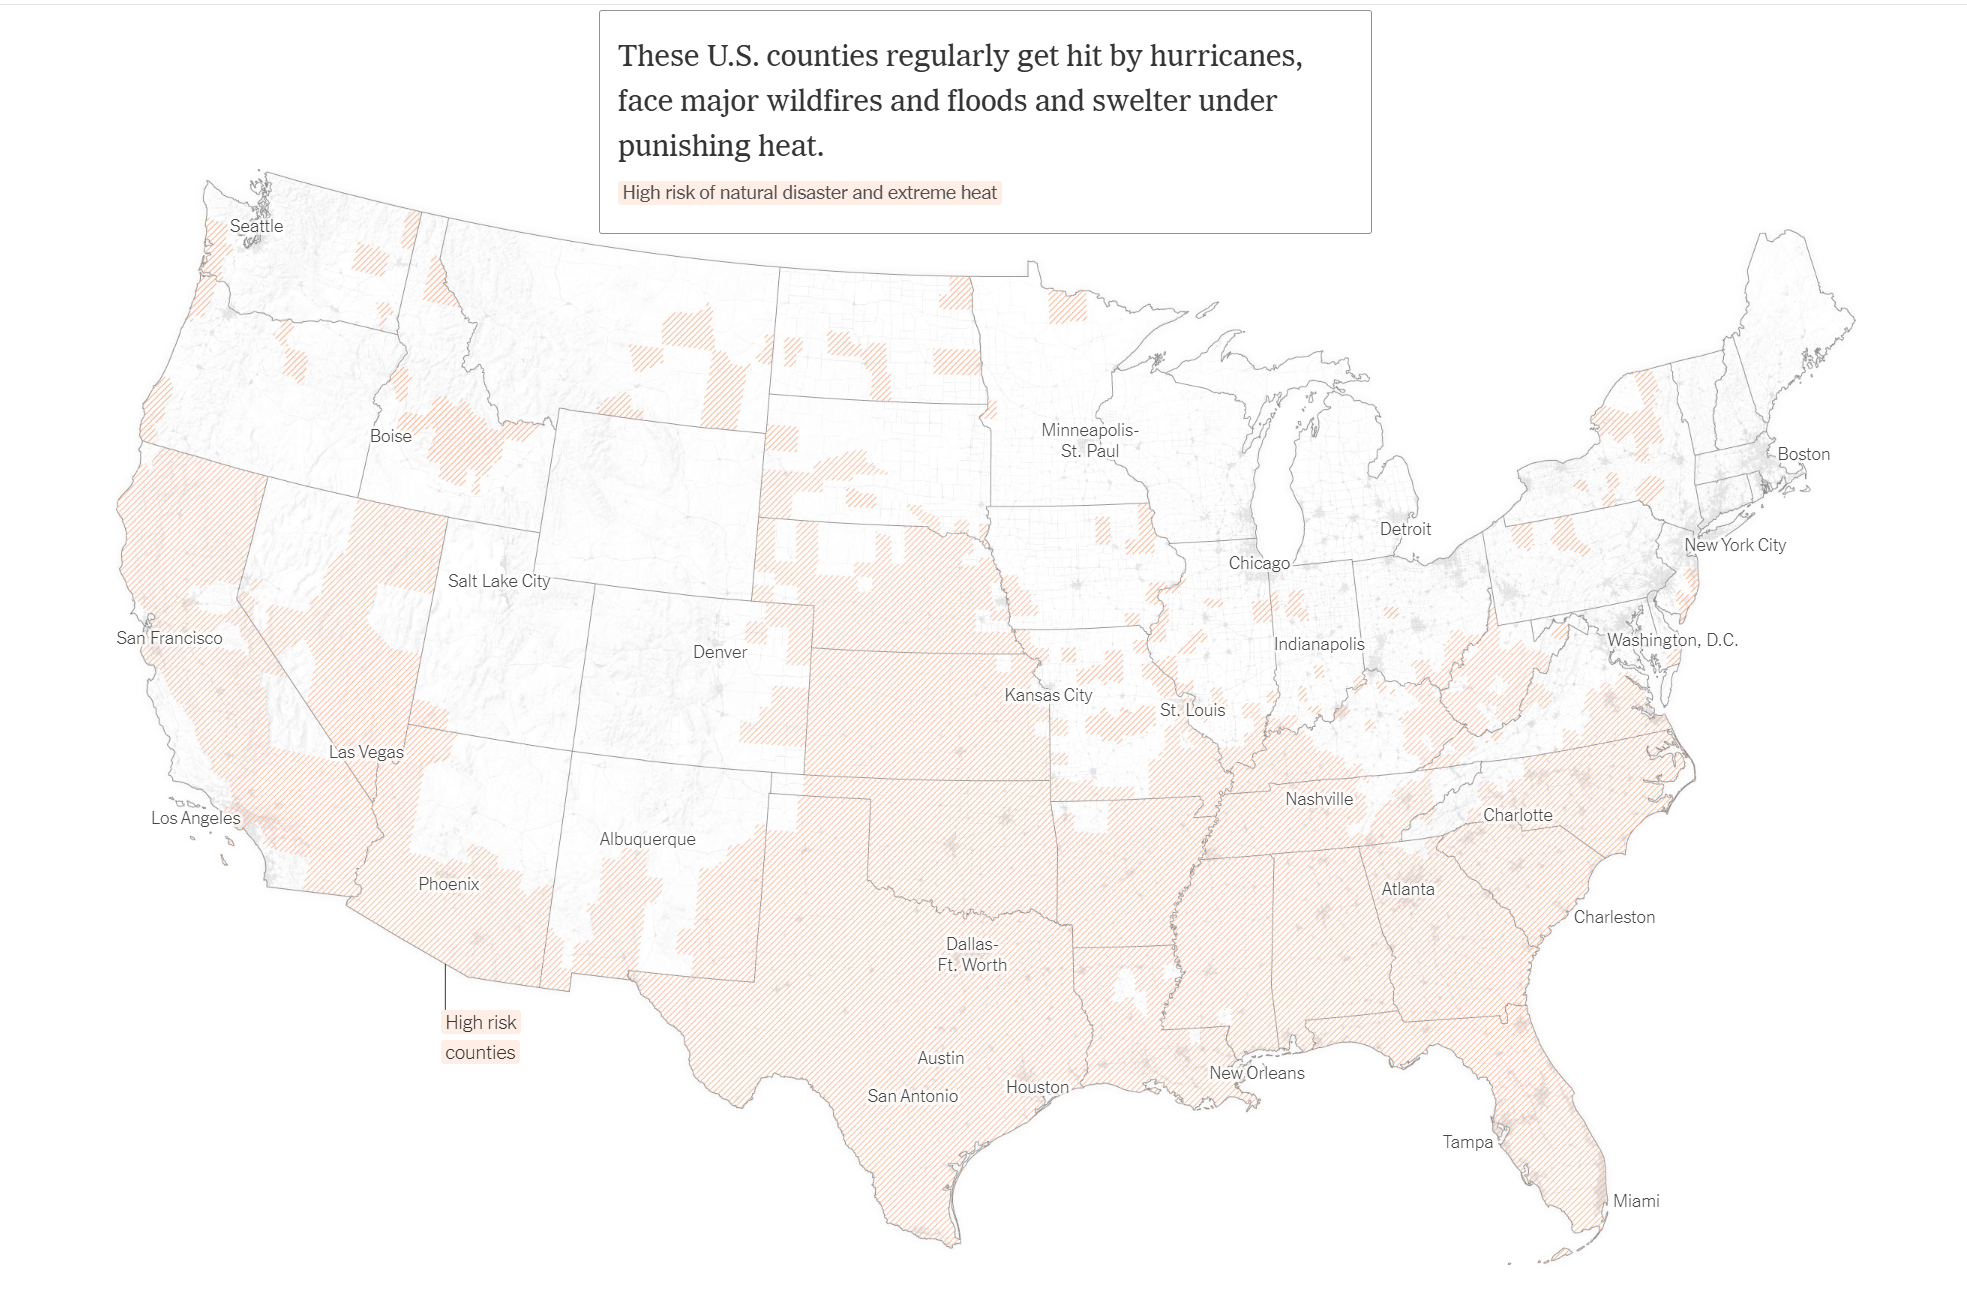 These U.S. counties regularly get hit by hurricanes,
face major wildfires and floods and swelter under
punishing heat.
High risk of natural disaster and extreme heat
Seattle
Boise
Minneapolis-
St. Paul
Boston
Detroit
New York City
Chicago
Salt Lake City
San Francisco
Denver
Indianapolis
Washington, D.C.
Kansas City
St. Louis
Las Vegas
Nashville
Los Angeles
Charlotte
Albuquerque
Phoenix
Atlanta
Charleston
Dallas-
Ft. Worth
High risk
counties
Austin
New Orleans
Houston
San Antonio
Tampa
Miami